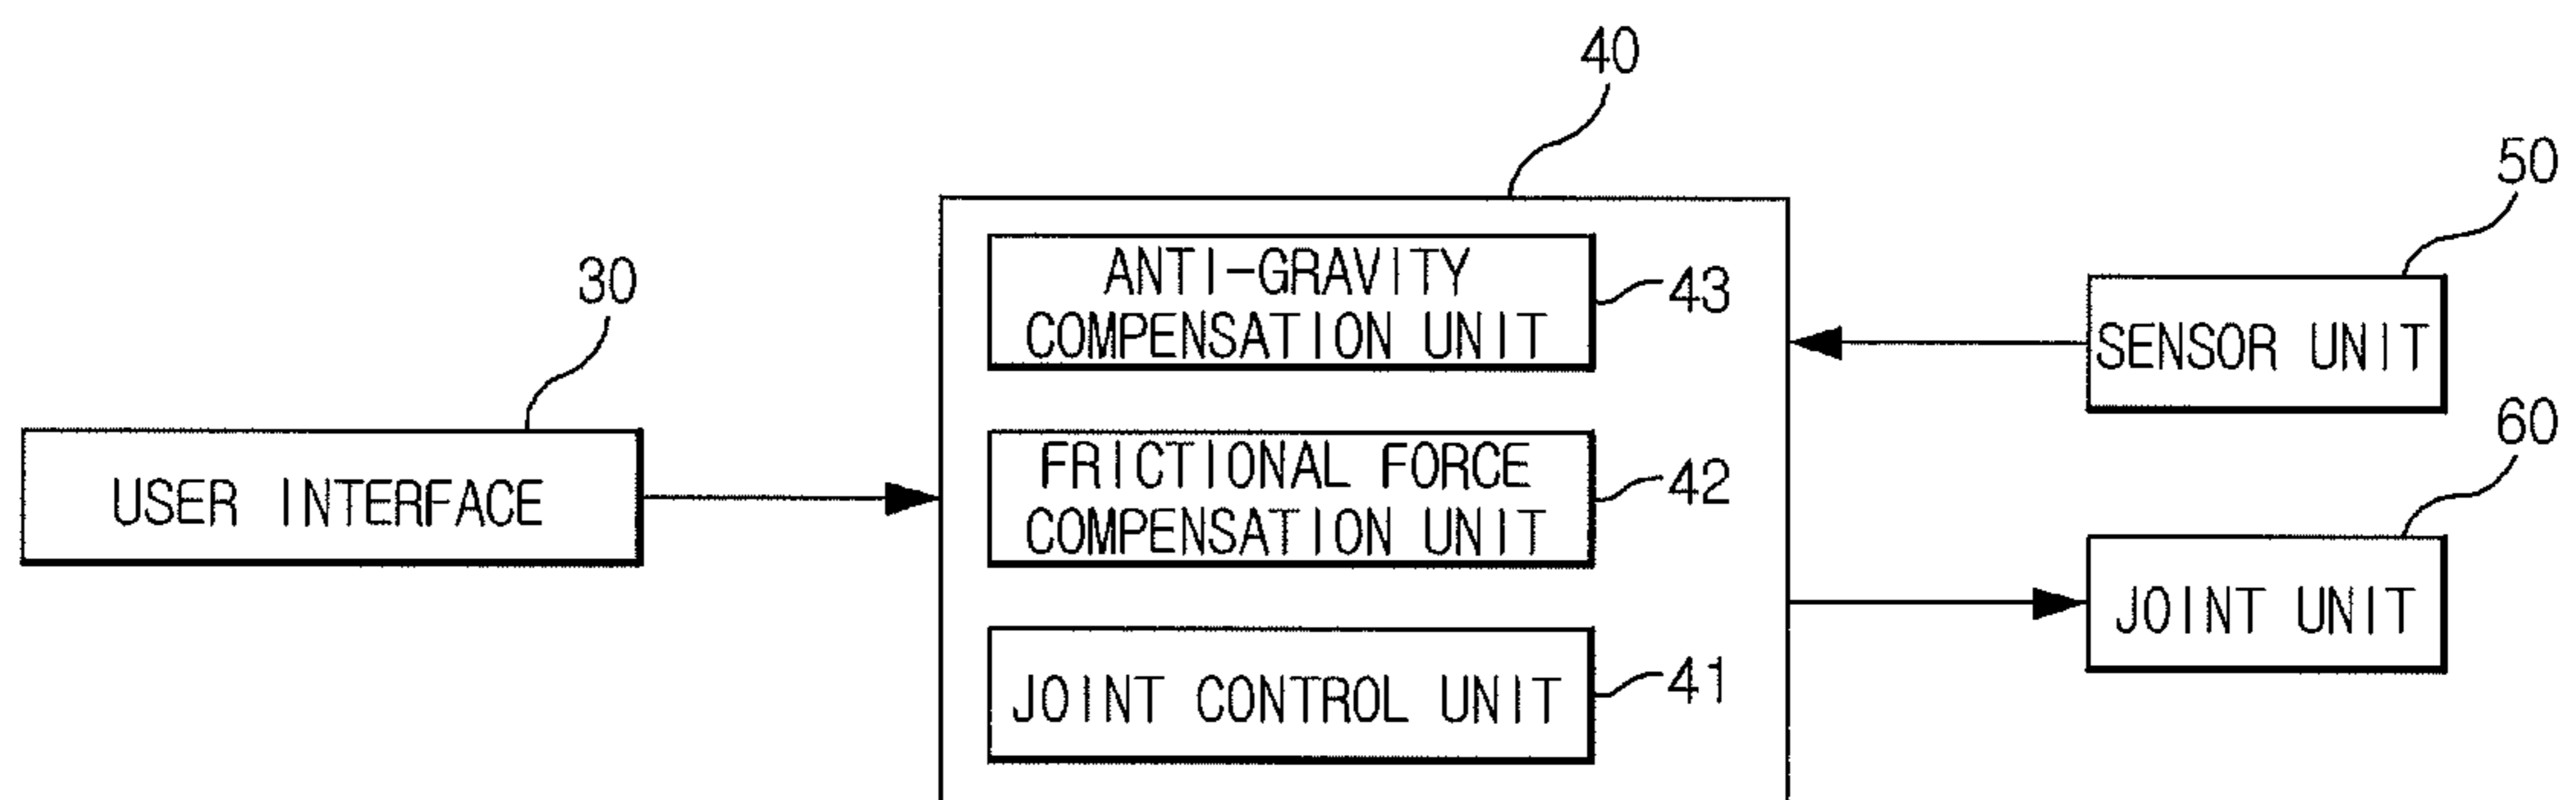 40
50
30
ANTI-GRAVITY
COMPENSATION UNIT
43
SENSOR UNIT
60
USER INTERFACE
FRICTIONAL FORCE
COMPENSATION UNIT
42
JOINT UNIT
JOINT CONTROL UNIT
41